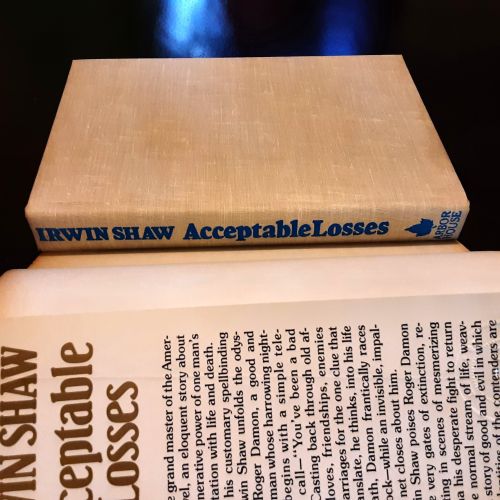 IRWIN SHAW Acceptable Losses
ARBOR
HOUSE
WIN SHAW
cceptable
Losses
e grand master of the Amer-
vel, an eloquent story about
nerative power of one man's
tation with life and death.
his customary spellbinding
win Shaw unfolds the odys-
Roger Damon, a good and
man whose harrowing night-
begins with a simple tele-
call—"You've been a bad
asting back through old af-
loves, friendships, enemies
arriages for the one clue that
anslate, he thinks, into his life
th, Damon frantically races
ock—while an invisible, impal-
net closes about him.
n Shaw poises Roger Damon
e very gates of extinction, re-
ing in scenes of mesmerizing
his desperate fight to return
e normal stream of life, weav-
story of good and evil in which
of the commanders are